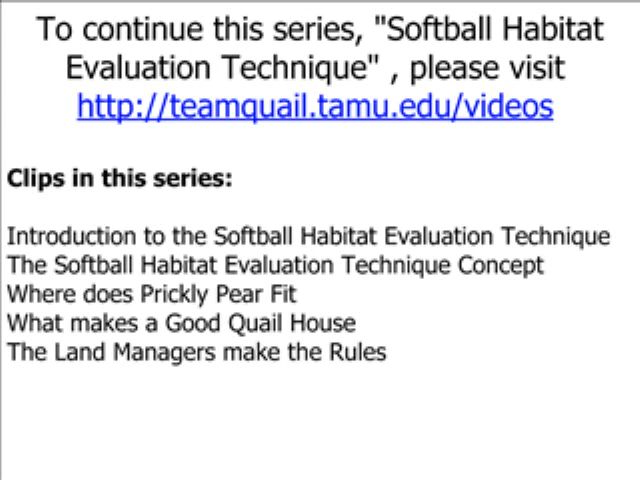 To continue this series, "Softball Habitat
Evaluation Technique" , please visit
http://teamquail.tamu.edu/videos
Clips in this series:
Introduction to the Softball Habitat Evaluation Technique
The Softball Habitat Evaluation Technique Concept
Where does Prickly Pear Fit
What makes a Good Quail House
The Land Managers make the Rules